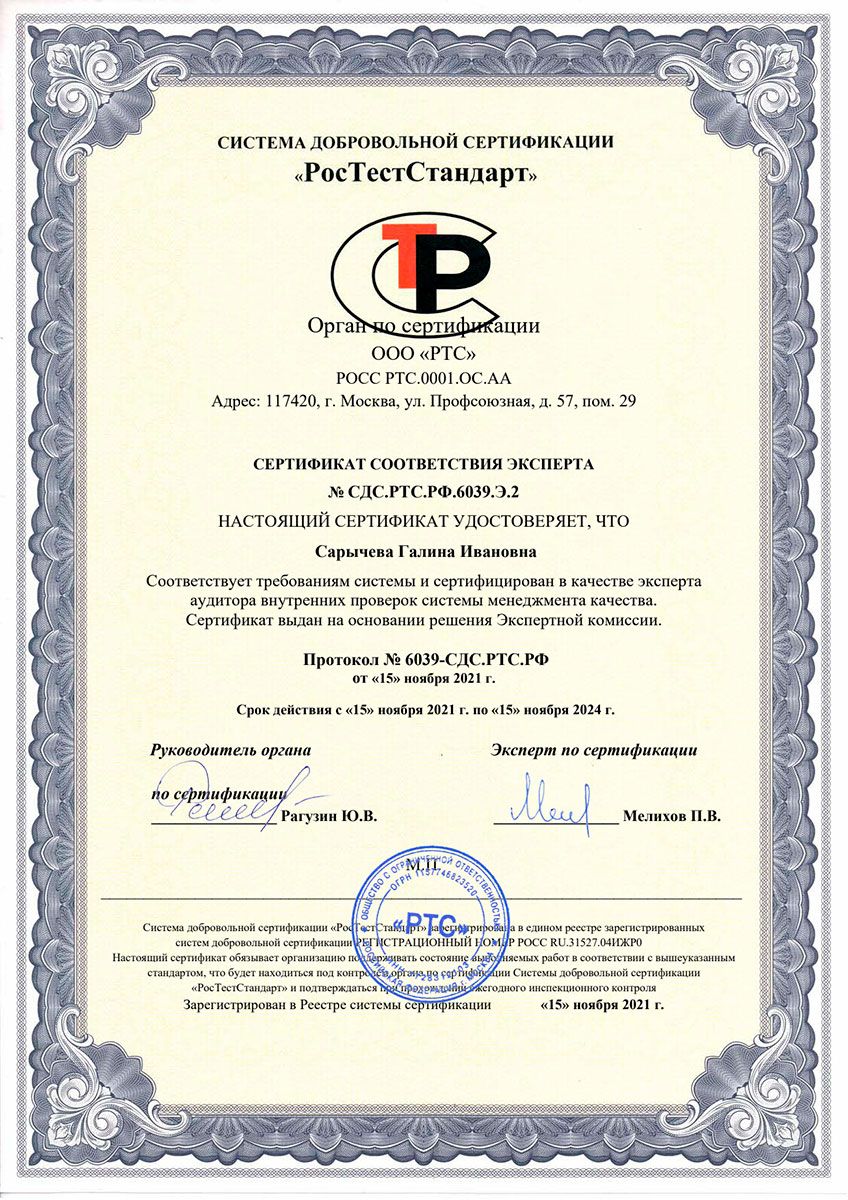 СИСТЕМА ДОБРОВОЛЬНОЙ СЕРТИФИКАЦИИ
«РосТестСтандарт»
ТР
Орган по сертификации
ООО «РТС»
РОСС РТС.0001.ОС.АА
Адрес: 117420, г. Москва, ул. Профсоюзная, д. 57, пом. 29
СЕРТИФИКАТ СООТВЕТСТВИЯ ЭКСПЕРТА
№ СДС.РТС.РФ.6039.Э.2
НАСТОЯЩИЙ СЕРТИФИКАТ УДОСТОВЕРЯЕТ, ЧТО
Сарычева Галина Ивановна
Соответствует требованиям системы и сертифицирован в качестве эксперта
аудитора внутренних проверок системы менеджмента качества.
Сертификат выдан на основании решения Экспертной комиссии.
Протокол № 6039-СДС.РТС.РФ
от «15» ноября 2021 г.
Срок действия с «15» ноября 2021 г. по «15» ноября 2024 г.
Руководитель органа
Эксперт по сертификации
по сертификации
Рагузин Ю.В.
Мелихов П.В.
М.П.
ОБЩЕСТВО С ОГРАНИЧЕННОЙ ОТВЕТСТВЕННОСТЬЮ
ОГРН 1157746823520
«РТС»
Система добровольной сертификации «РосТестСтандарт» зарегистрирована в едином реестре зарегистрированных
систем добровольной сертификации РЕГИСТРАЦИОННЫЙ НОМЕР РОСС RU.31527.04ИЖР0
Настоящий сертификат обязывает организацию поддерживать состояние выполняемых работ в соответствии с вышеуказанным
стандартом, что будет находиться под контролем органа по сертификации Системы добровольной сертификации
«РосТестСтандарт» и подтверждаться при прохождении ежегодного инспекционного контроля
Зарегистрирован в Реестре системы сертификации «15» ноября 2021 г.